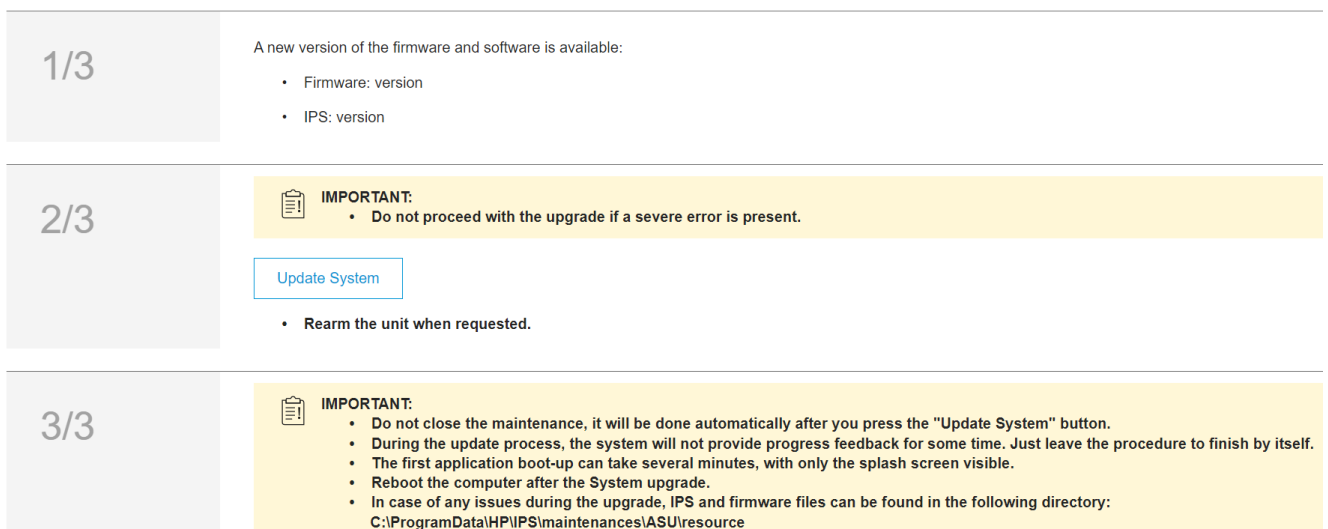 1/3
A new version of the firmware and software is available:
• Firmware: version
• IPS: version
2/3
IMPORTANT:
• Do not proceed with the upgrade if a severe error is present.
Update System
• Rearm the unit when requested.
3/3
IMPORTANT:
• Do not close the maintenance, it will be done automatically after you press the "Update System" button.
• During the update process, the system will not provide progress feedback for some time. Just leave the procedure to finish by itself.
• The first application boot-up can take several minutes, with only the splash screen visible.
• Reboot the computer after the System upgrade.
• In case of any issues during the upgrade, IPS and firmware files can be found in the following directory:
C:\ProgramData\HP\IPS\maintenances\ASU\resource